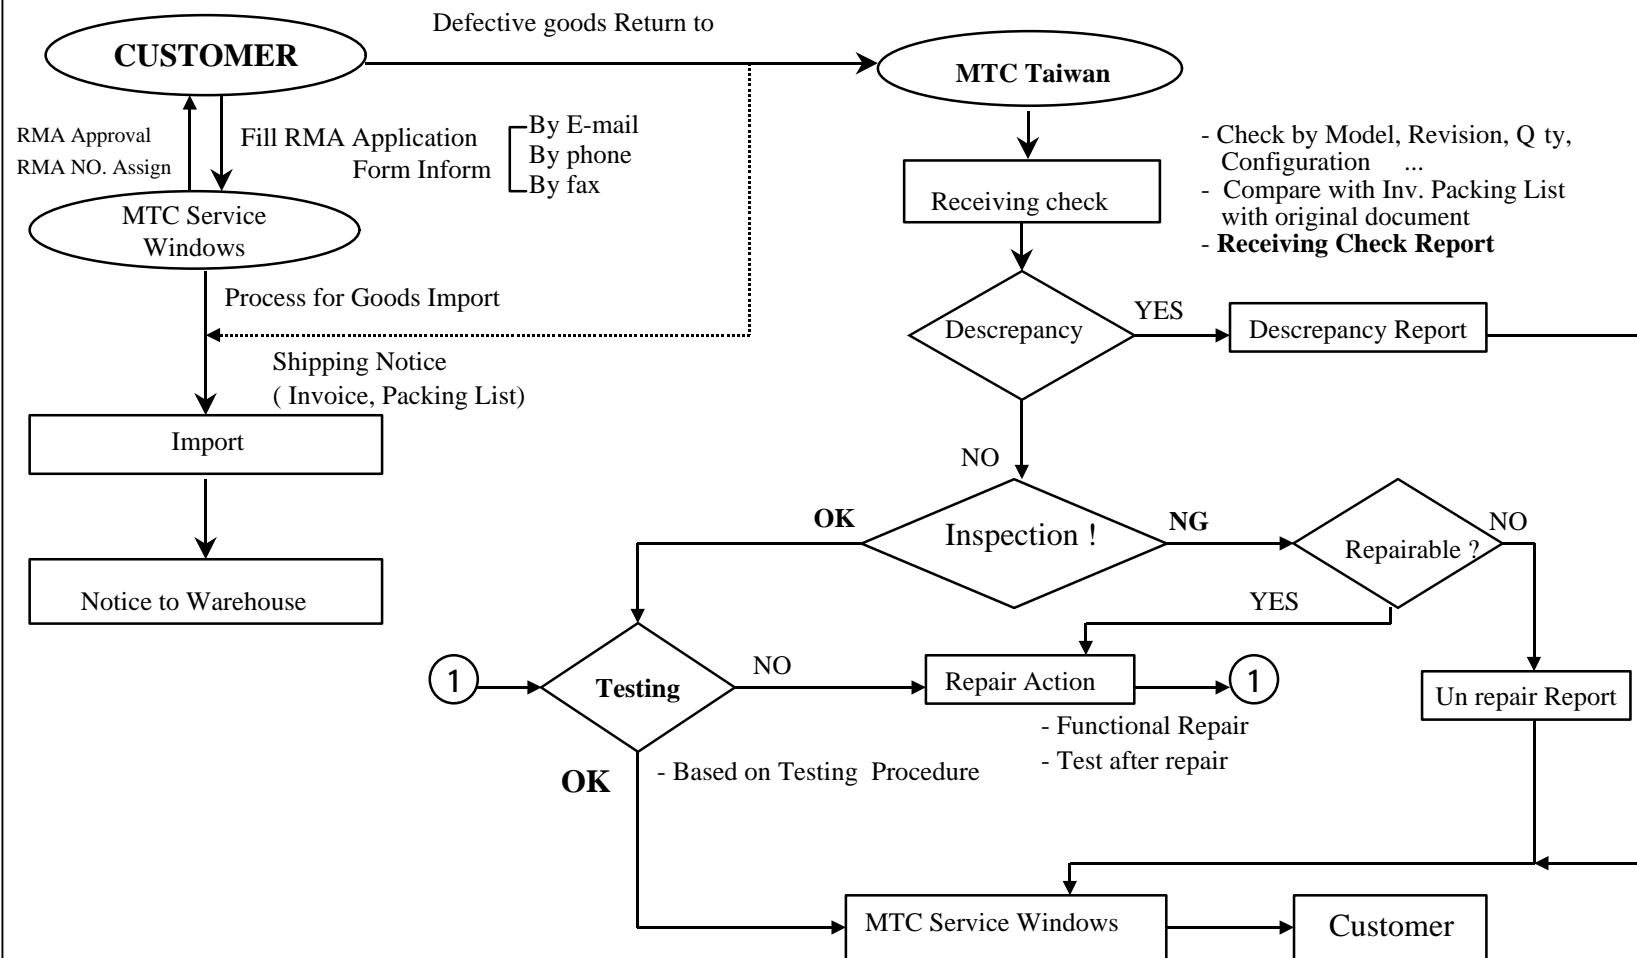 Defective goods Return to
CUSTOMER
MTC Taiwan
RMA Approval
RMA NO. Assign
Fill RMA Application
Form Inform
By E-mail
By phone
By fax
- Check by Model, Revision, Q ty,
Configuration ...
- Compare with Inv. Packing List
with original document
- Receiving Check Report
Receiving check
MTC Service
Windows
Process for Goods Import
Descrepancy
YES
Descrepancy Report
Shipping Notice
( Invoice, Packing List)
Import
NO
OK
Inspection !
NG
Repairable ?
NO
Notice to Warehouse
YES
1
Testing
NO
Repair Action
1
Un repair Report
- Functional Repair
- Test after repair
OK
- Based on Testing Procedure
MTC Service Windows
Customer